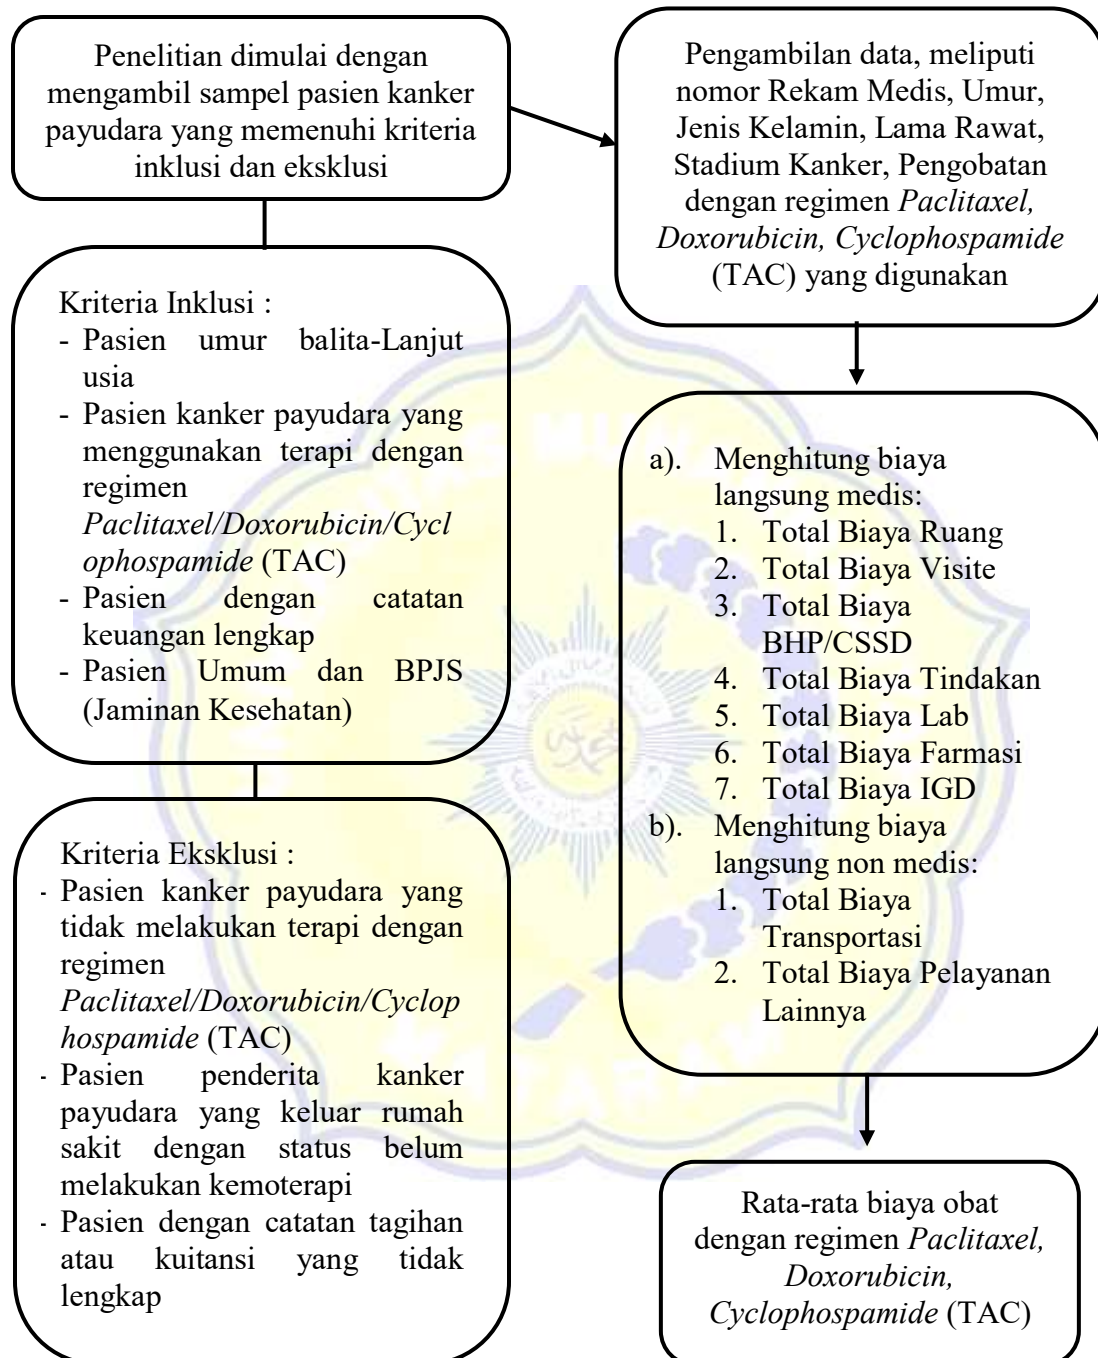 Penelitian dimulai dengan
mengambil sampel pasien kanker
payudara yang memenuhi kriteria
inklusi dan eksklusi
Kriteria Inklusi :
- Pasien umur balita-Lanjut
usia
- Pasien kanker payudara yang
menggunakan terapi dengan
regimen
Paclitaxel/Doxorubicin/Cycl
ophospamide (TAC)
- Pasien dengan catatan
keuangan lengkap
- Pasien Umum dan BPJS
(Jaminan Kesehatan)
Kriteria Eksklusi :
- Pasien kanker payudara yang
tidak melakukan terapi dengan
regimen
Paclitaxel/Doxorubicin/Cyclop
hospamide (TAC)
- Pasien penderita kanker
payudara yang keluar rumah
sakit dengan status belum
melakukan kemoterapi
- Pasien dengan catatan tagihan
atau kuitansi yang tidak
lengkap
Pengambilan data, meliputi
nomor Rekam Medis, Umur,
Jenis Kelamin, Lama Rawat,
Stadium Kanker, Pengobatan
dengan regimen Paclitaxel,
Doxorubicin, Cyclophospamide
(TAC) yang digunakan
a). Menghitung biaya
langsung medis:
1. Total Biaya Ruang
2. Total Biaya Visite
3. Total Biaya
BHP/CSSD
4. Total Biaya Tindakan
5. Total Biaya Lab
6. Total Biaya Farmasi
7. Total Biaya IGD
b). Menghitung biaya
langsung non medis:
1. Total Biaya
Transportasi
2. Total Biaya Pelayanan
Lainnya
Rata-rata biaya obat
dengan regimen Paclitaxel,
Doxorubicin,
Cyclophospamide (TAC)